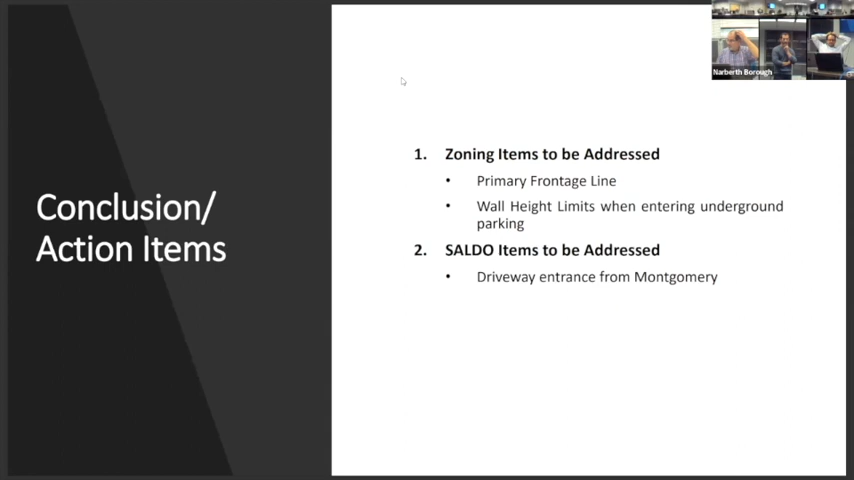 Narberth Borough
Conclusion/
Action Items
1. Zoning Items to be Addressed
• Primary Frontage Line
• Wall Height Limits when entering underground
parking
2. SALDO Items to be Addressed
• Driveway entrance from Montgomery